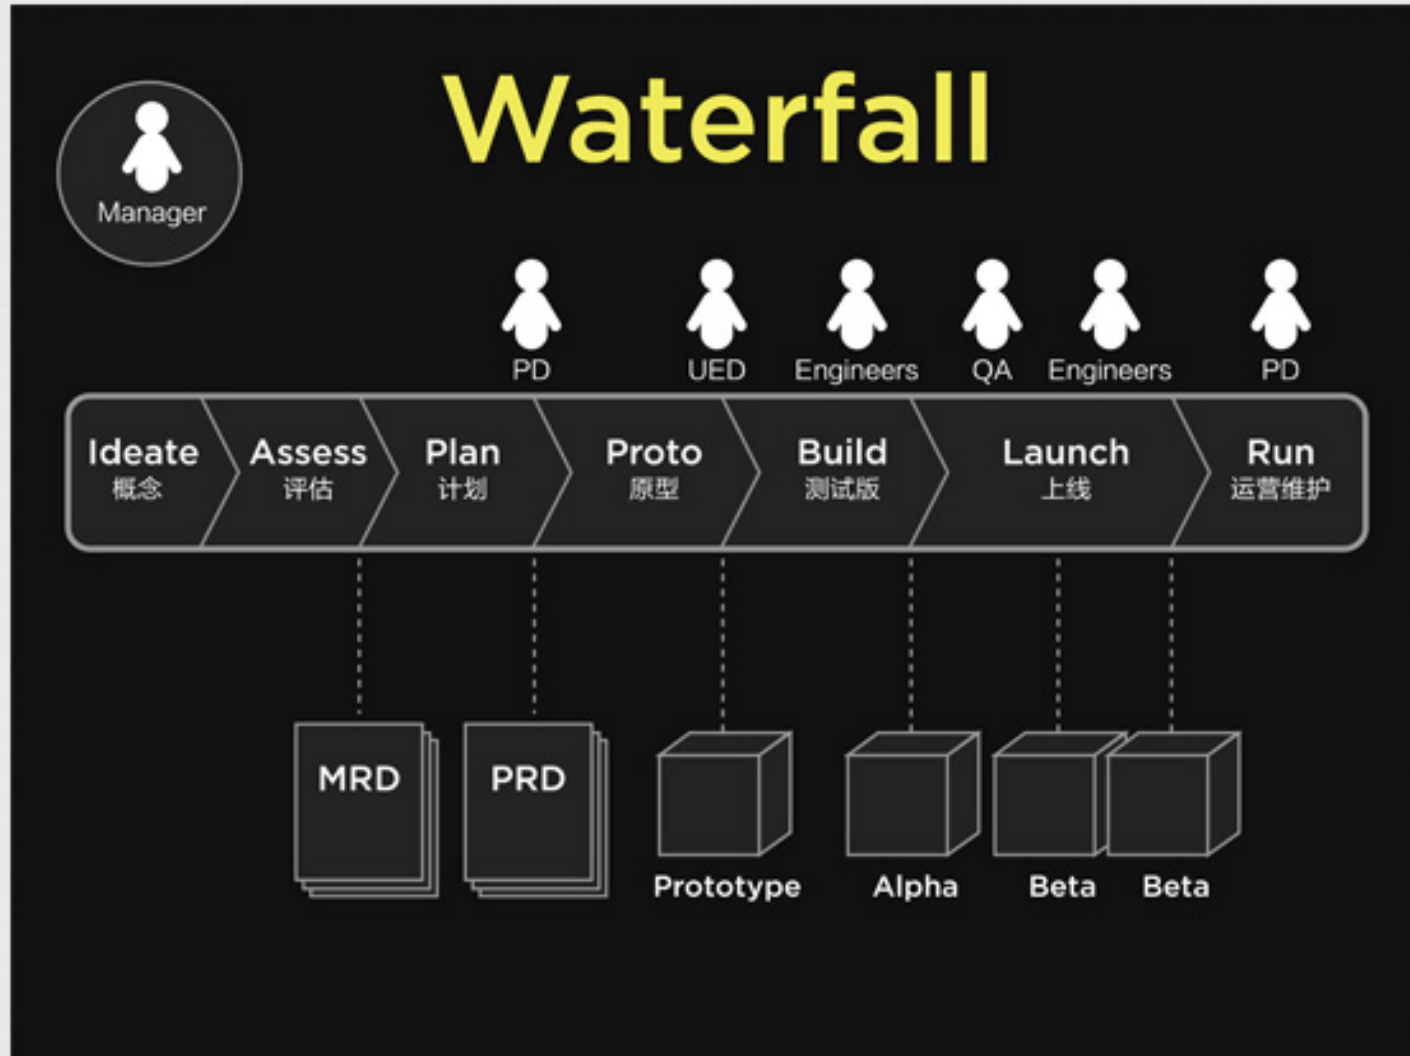 Waterfall
Manager
PD
UED
Engineers
QA
Engineers
PD
Ideate
概念
Assess
评估
Plan
计划
Proto
原型
Build
测试版
Launch
上线
Run
运营维护
MRD
PRD
Prototype
Alpha
Beta
Beta